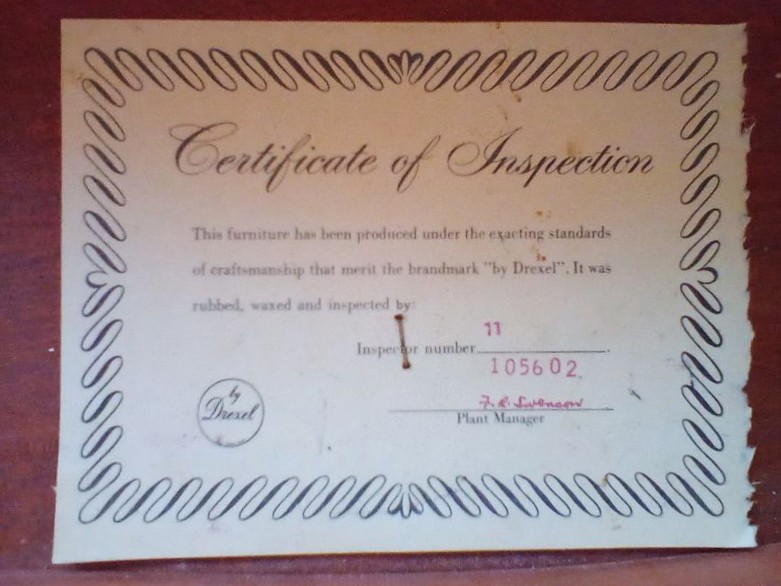 Certificate of Inspection
This furniture has been produced under the exacting standards
of craftsmanship that merit the brandmark "by Drexel". It was
rubbed, waxed and inspected by:
11
Inspector number
105602
F. R. Swenson
Plant Manager
by
Drexel